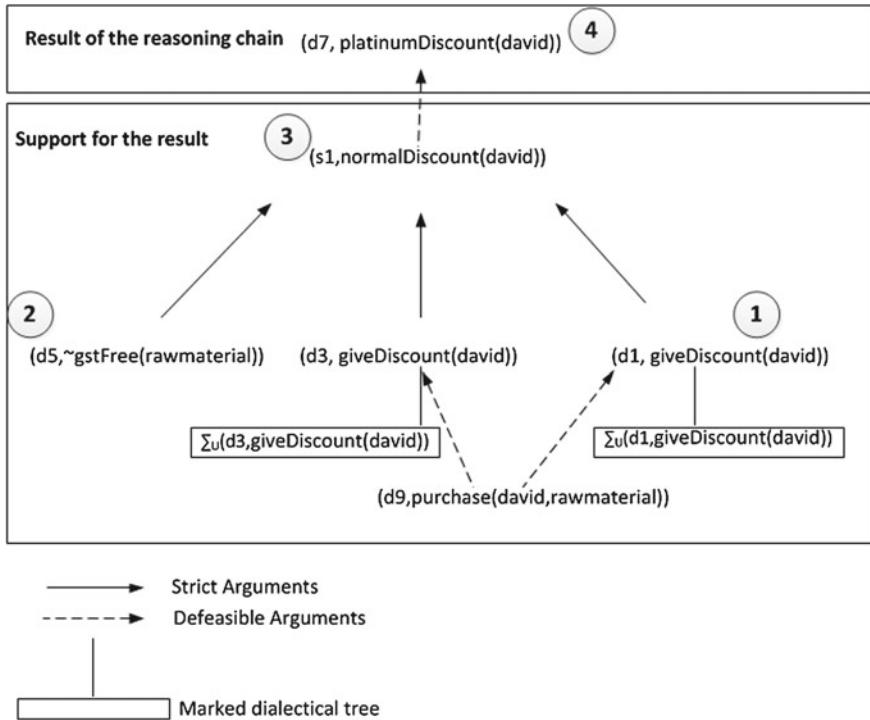 Result of the reasoning chain (d7, platinumDiscount(david)) 4
Support for the result 3
(s1,normalDiscount(david))
2 1
(d5,~gstFree(rawmaterial)) (d3, giveDiscount(david)) (d1, giveDiscount(david))
∑U(d3,giveDiscount(david)) ∑U(d1,giveDiscount(david))
(d9,purchase(david,rawmaterial))
Strict Arguments
Defeasible Arguments
Marked dialectical tree